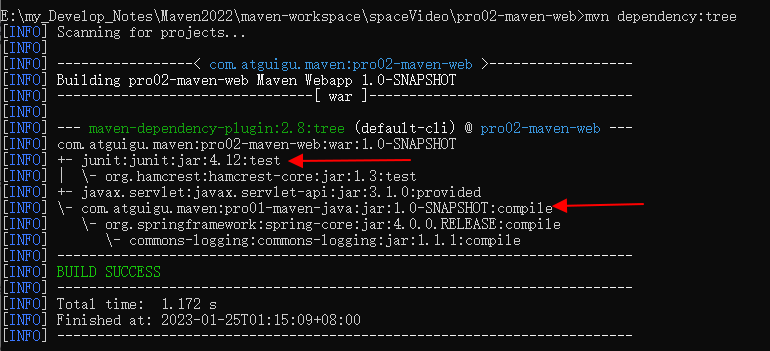 E:\my_Develop_Notes\Maven2022\maven-workspace\spaceVideo\pro02-maven-web>mvn dependency:tree
[INFO] Scanning for projects...
[INFO]
[INFO] ----------------< com.atguigu.maven:pro02-maven-web >-----------------
[INFO] Building pro02-maven-web Maven Webapp 1.0-SNAPSHOT
[INFO] --------------------------------[ war ]---------------------------------
[INFO]
[INFO] --- maven-dependency-plugin:2.8:tree (default-cli) @ pro02-maven-web ---
[INFO] com.atguigu.maven:pro02-maven-web:war:1.0-SNAPSHOT
[INFO] +- junit:junit:jar:4.12:test
[INFO] |  \- org.hamcrest:hamcrest-core:jar:1.3:test
[INFO] +- javax.servlet:javax.servlet-api:jar:3.1.0:provided
[INFO] \- com.atguigu.maven:pro01-maven-java:jar:1.0-SNAPSHOT:compile
[INFO]    \- org.springframework:spring-core:jar:4.0.0.RELEASE:compile
[INFO]       \- commons-logging:commons-logging:jar:1.1.1:compile
[INFO] ------------------------------------------------------------------------
[INFO] BUILD SUCCESS
[INFO] ------------------------------------------------------------------------
[INFO] Total time:  1.172 s
[INFO] Finished at: 2023-01-25T01:15:09+08:00
[INFO] ------------------------------------------------------------------------